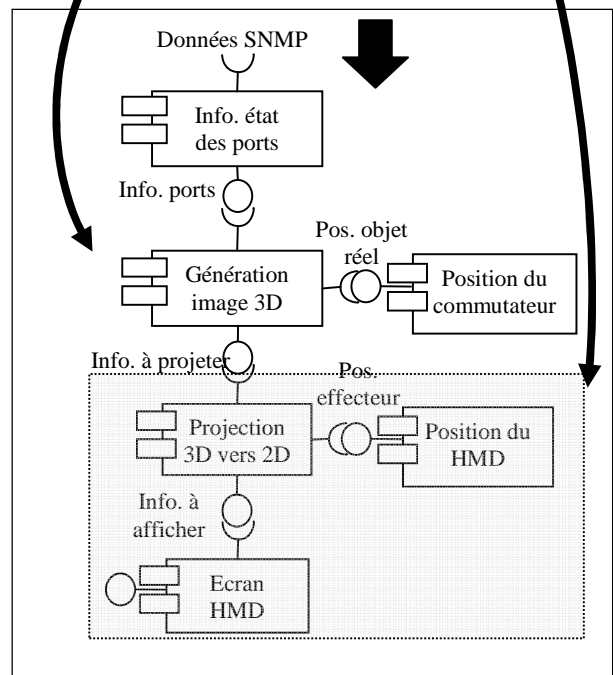 Données SNMP
Info. état
des ports
Info. ports
Pos. objet
réel
Génération
image 3D
Position du
commutateur
Info. à projeter
Pos.
effecteur
Projection
3D vers 2D
Position du
HMD
Info. à
afficher
Ecran
HMD